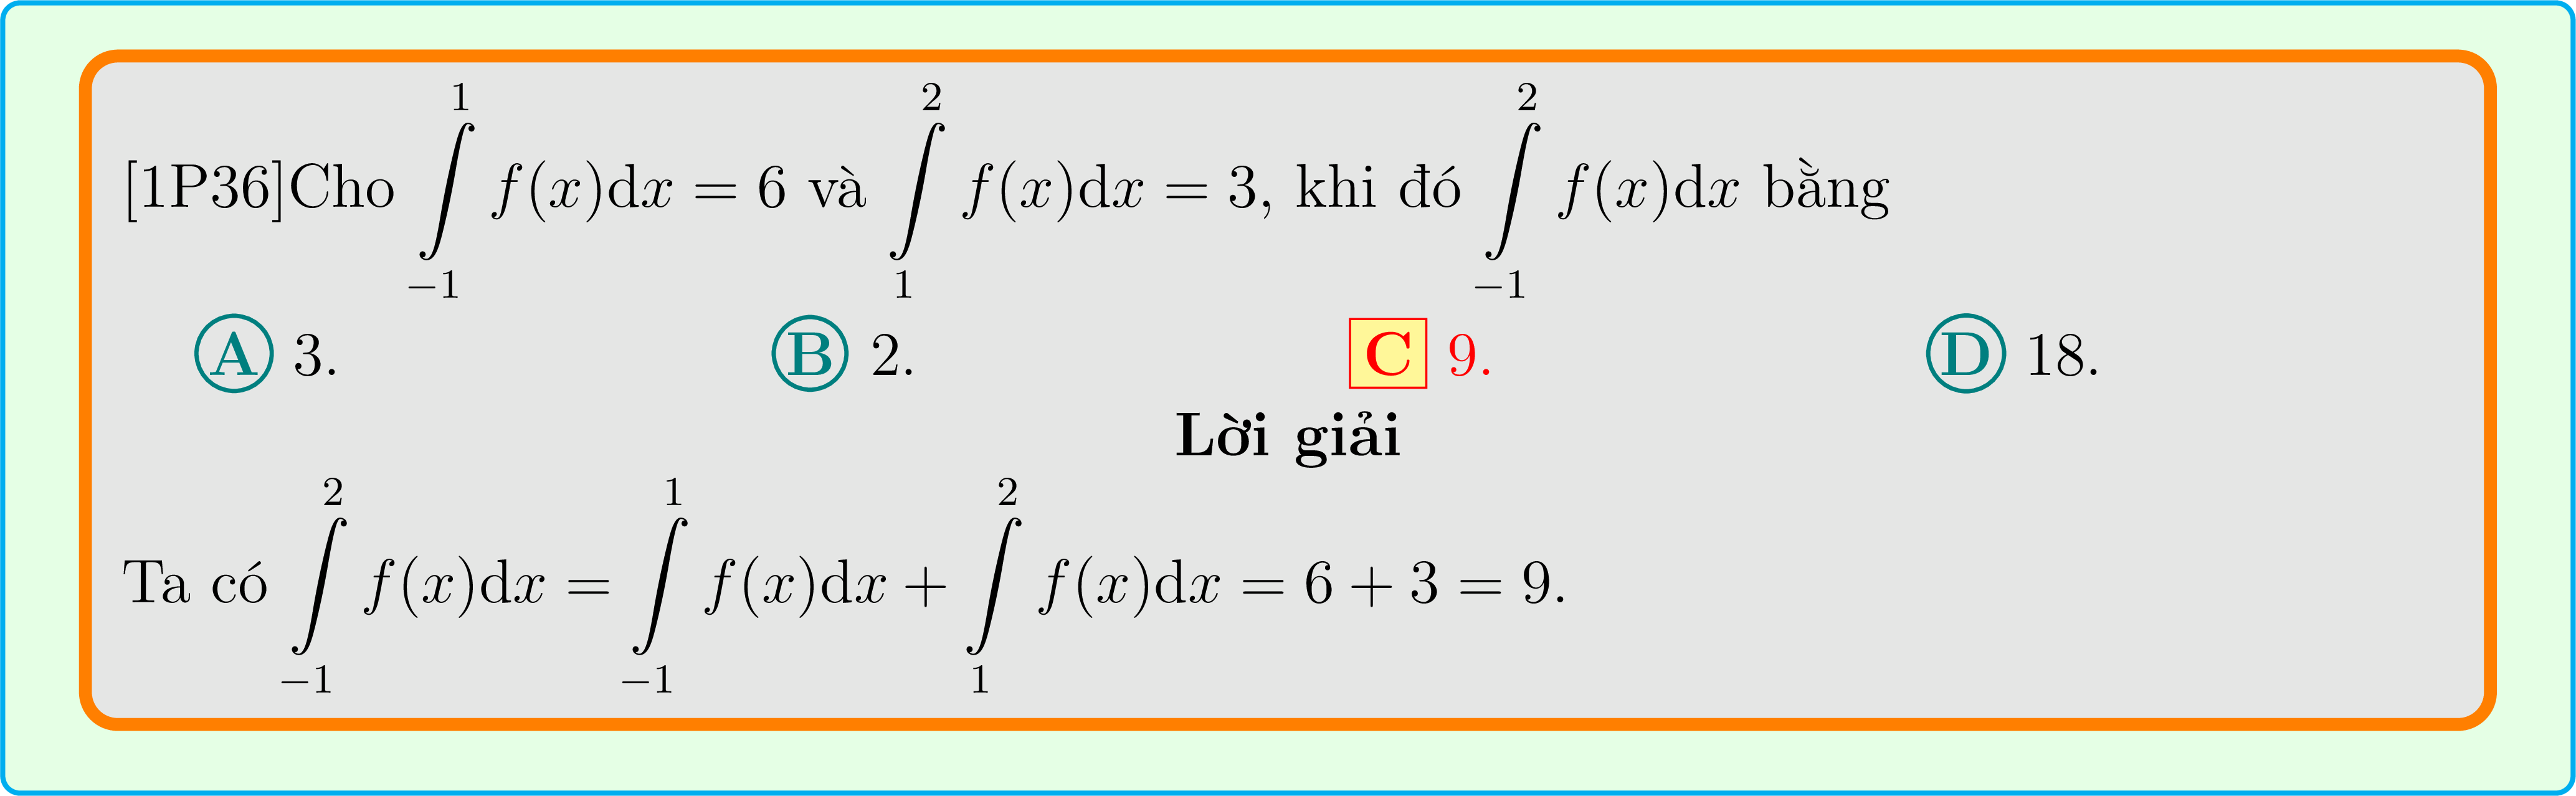 [1P36]Cho $\int\limits_{-1}^{1} f(x)\mathrm{d}x = 6$ và $\int\limits_{1}^{2} f(x)\mathrm{d}x = 3$, khi đó $\int\limits_{-1}^{2} f(x)\mathrm{d}x$ bằng
A 3. B 2. C 9. D 18.
Lời giải
Ta có $\int\limits_{-1}^{2} f(x)\mathrm{d}x = \int\limits_{-1}^{1} f(x)\mathrm{d}x + \int\limits_{1}^{2} f(x)\mathrm{d}x = 6 + 3 = 9.$